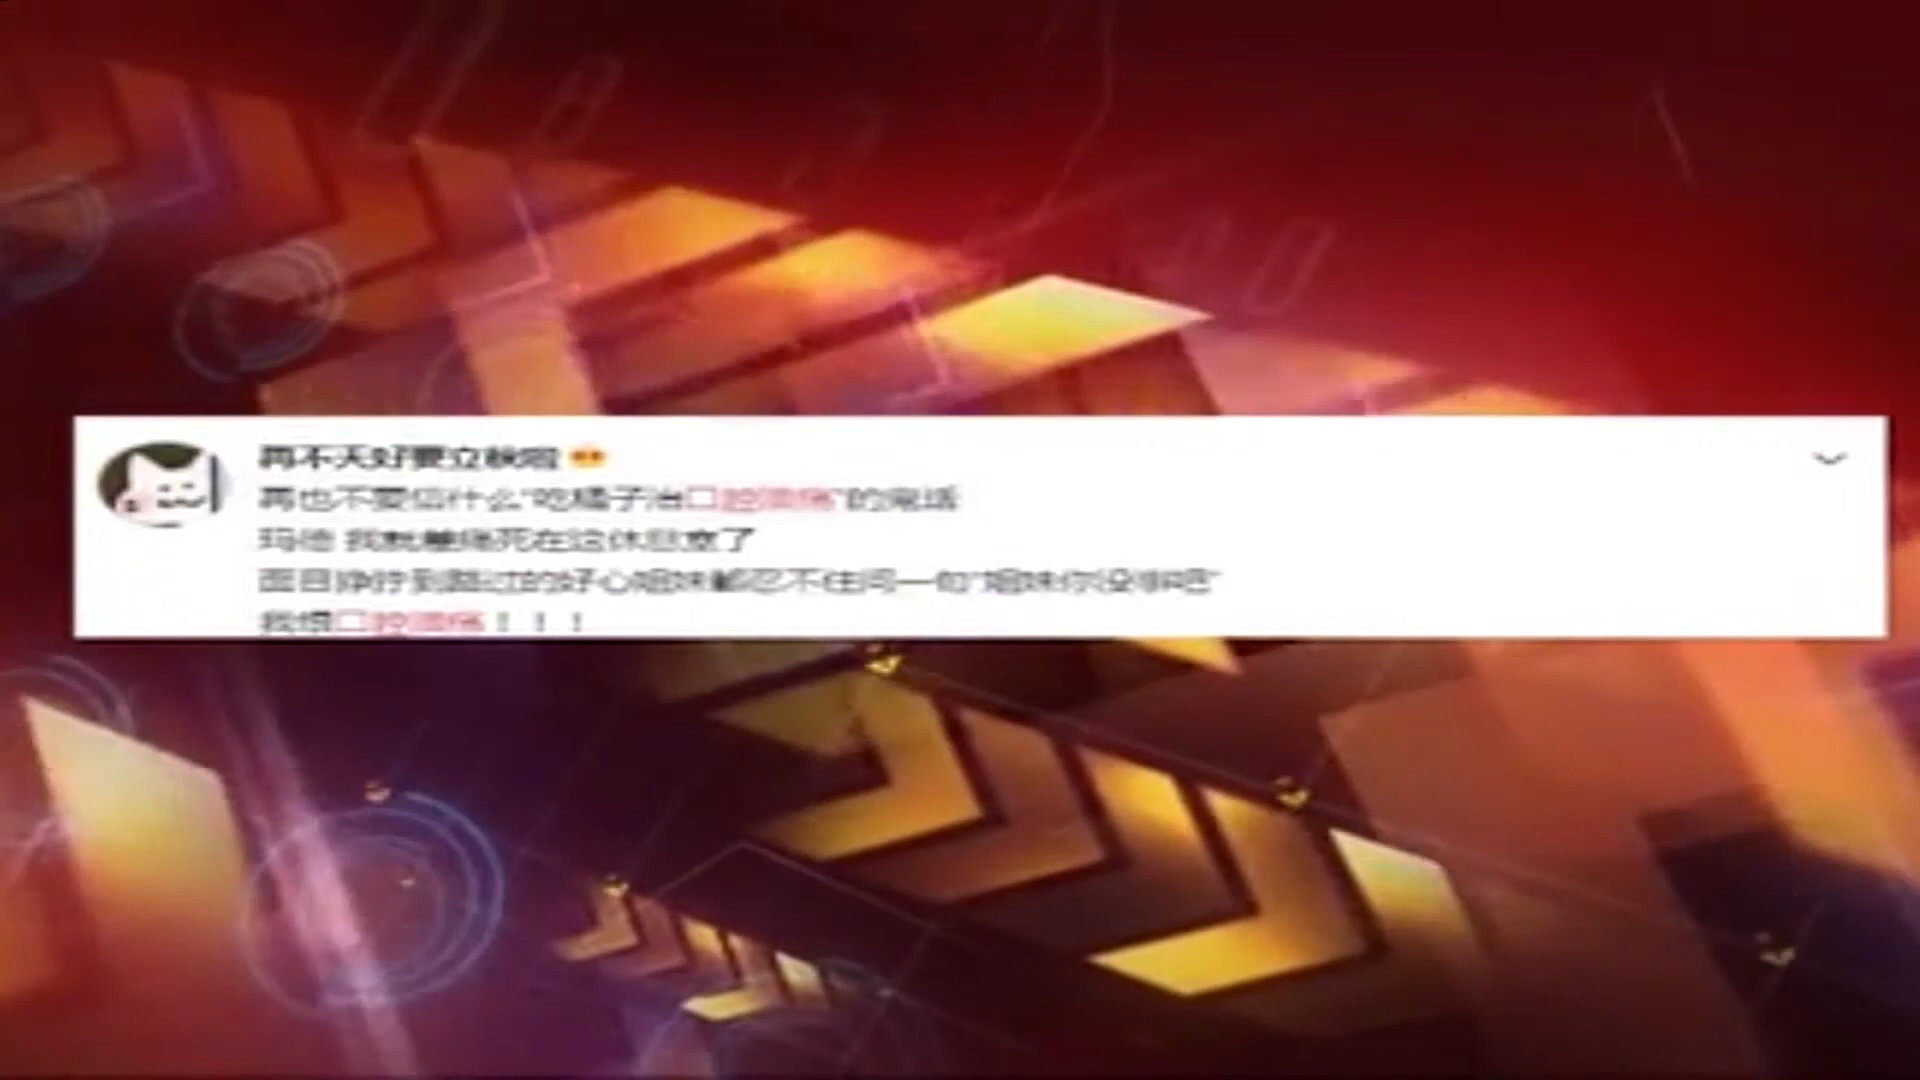 再也不要信什么“吃橘子治口腔溃疡”的鬼话
玛德 我就差痛死在这休息室了
面目狰狞到路过的好心姐妹都忍不住问一句“姐妹你没事吧”
我恨口腔溃疡！！！